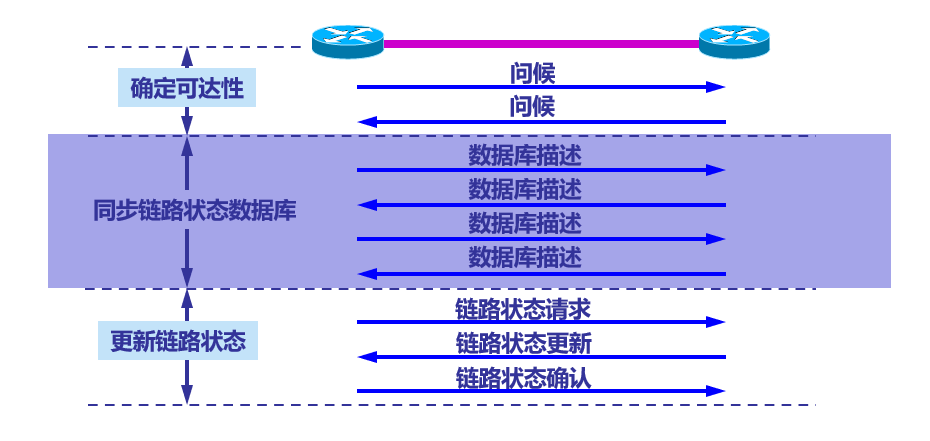 问候
确定可达性
问候
数据库描述
数据库描述
同步链路状态数据库
数据库描述
数据库描述
链路状态请求
更新链路状态
链路状态更新
链路状态确认